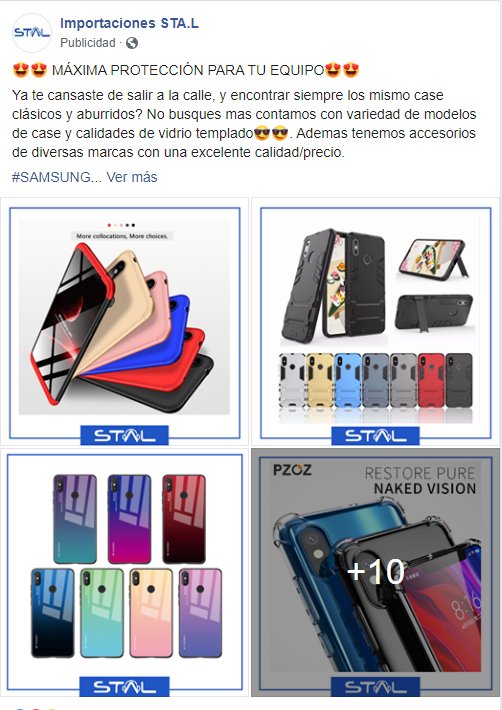 Importaciones STA.L
Publicidad ·
😍😍 MÁXIMA PROTECCIÓN PARA TU EQUIPO😍😍
Ya te cansaste de salir a la calle, y encontrar siempre los mismo case
clásicos y aburridos? No busques mas contamos con variedad de modelos
de case y calidades de vidrio templado😎😎. Ademas tenemos accesorios
de diversas marcas con una excelente calidad/precio.
#SAMSUNG... Ver más
More collocations, More choices.
STAL
STAL
PZOZ
RESTORE PURE
NAKED VISION
+10
8:16
STAL
STAL